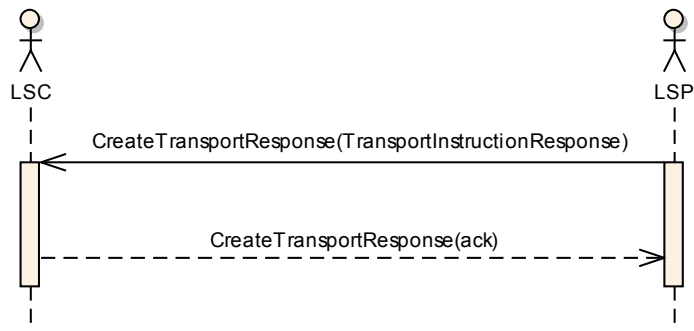 LSC
LSP
CreateTransportResponse(TransportInstructionResponse)
CreateTransportResponse(ack)